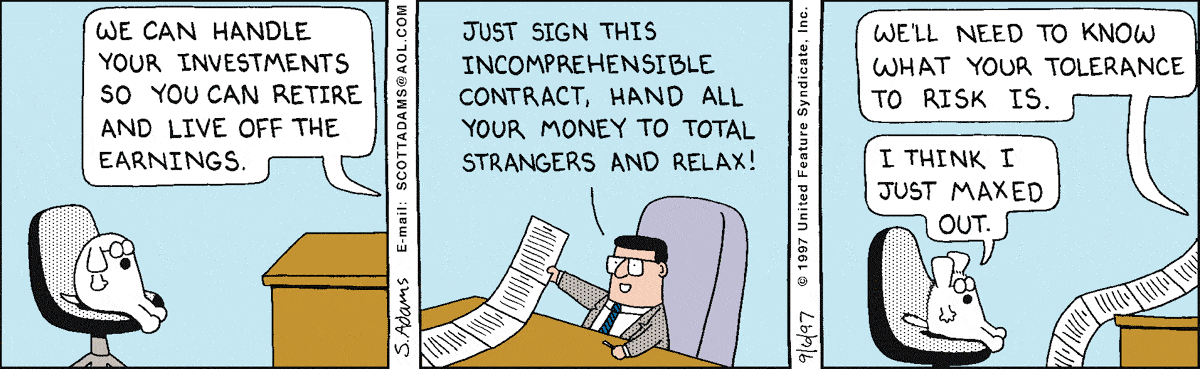 WE CAN HANDLE
YOUR INVESTMENTS
SO YOU CAN RETIRE
AND LIVE OFF THE
EARNINGS.
S. Adams E-mail: SCOTTADAMS@AOL.COM
JUST SIGN THIS
INCOMPREHENSIBLE
CONTRACT, HAND ALL
YOUR MONEY TO TOTAL
STRANGERS AND RELAX!
9/6/97 © 1997 United Feature Syndicate, Inc.
WE'LL NEED TO KNOW
WHAT YOUR TOLERANCE
TO RISK IS.
I THINK I
JUST MAXED
OUT.